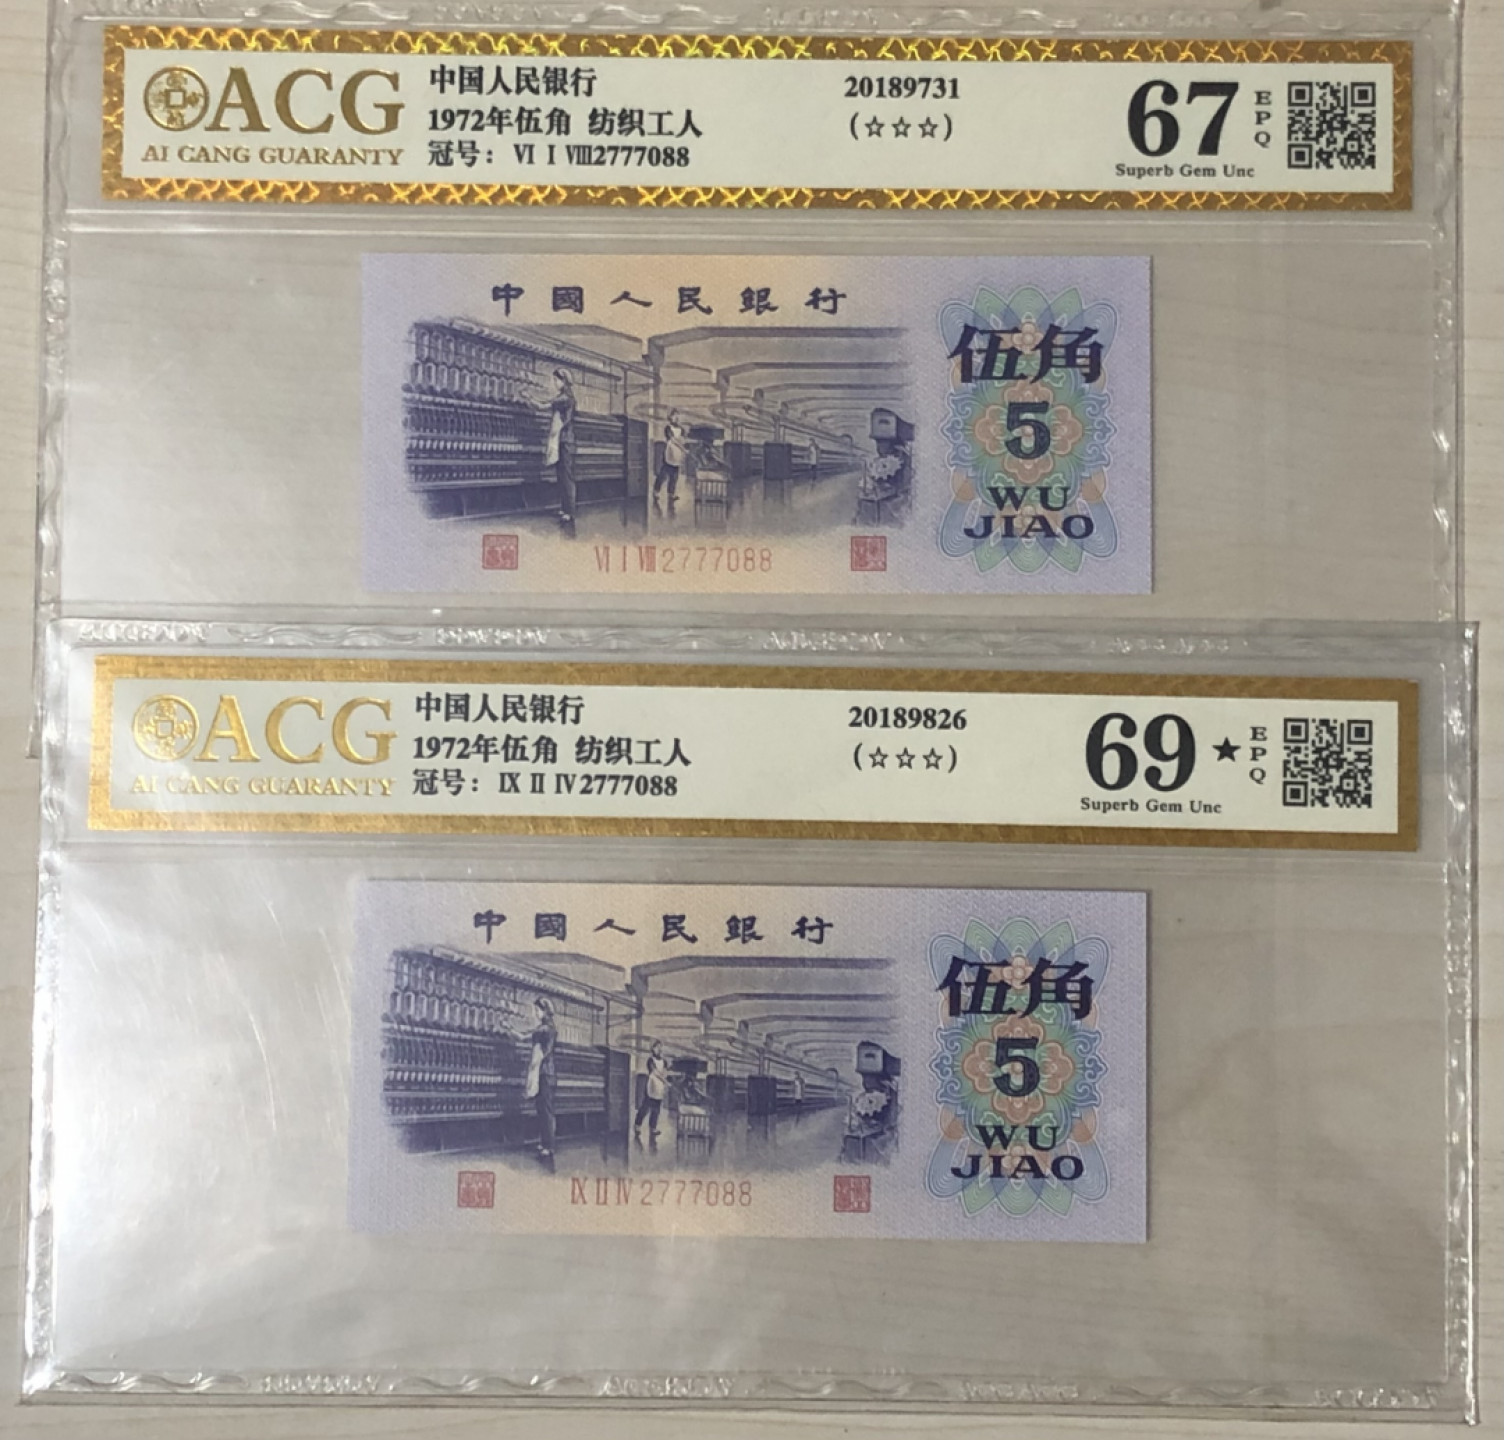 ACG
AI CANG GUARANTY
中国人民银行
1972年伍角 纺织工人
冠号： Ⅵ Ⅰ Ⅷ2777088
20189731
(☆☆☆)
67
EPQ
Superb Gem Unc
中國人民銀行
伍角
5
WU
JIAO
Ⅵ Ⅰ Ⅷ 2777088
ACG
AI CANG GUARANTY
中国人民银行
1972年伍角 纺织工人
冠号： Ⅸ Ⅱ Ⅳ2777088
20189826
(☆☆☆)
69 ★
EPQ
Superb Gem Unc
中國人民銀行
伍角
5
WU
JIAO
Ⅸ Ⅱ Ⅳ 2777088